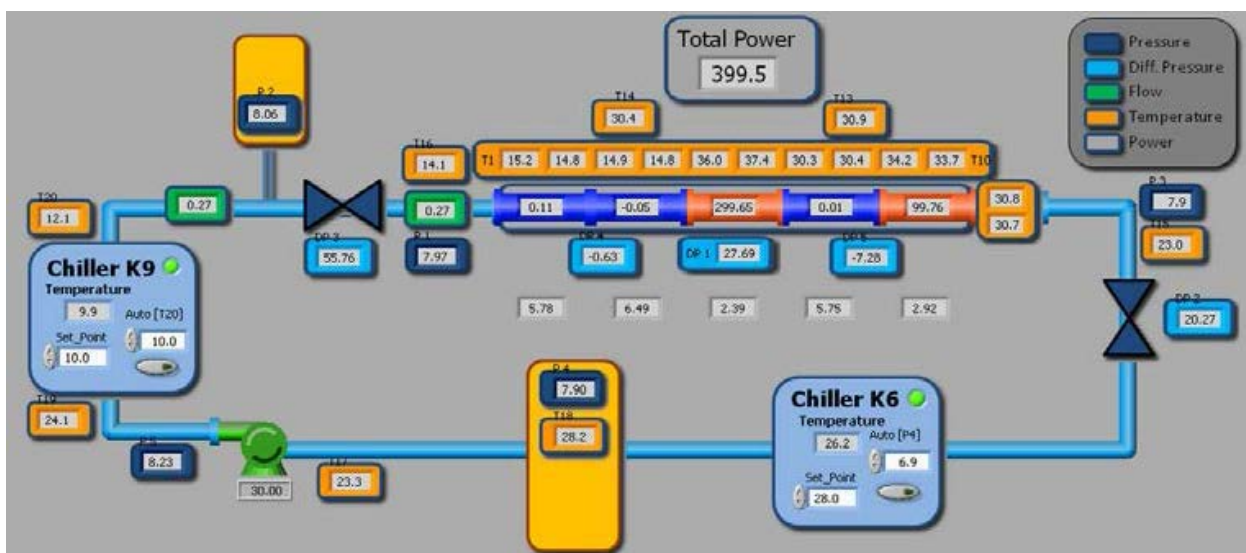 Total Power
399.5
Pressure
Diff. Pressure
Flow
Temperature
Power
P.2
8.06
T14
30.4
T13
30.9
T16
14.1
T1 15.2 14.8 14.9 14.8 36.0 37.4 30.3 30.4 34.2 33.7 T10
T20
12.1
0.27
0.27
0.11 -0.05 299.65 0.01 99.76
30.8
30.7
P.3
7.9
T15
23.0
DP.3
55.76
P.1
7.97
DP.4
-0.63
DP 1 27.69
DP.5
-7.28
Chiller K9
Temperature
9.9
Auto [T20]
Set_Point
10.0
10.0
5.78 6.49 2.39 5.75 2.92
DP.2
20.27
T19
24.1
8.23
30.00
T17
23.3
P.4
7.90
T18
28.2
Chiller K6
Temperature
26.2
Auto [P4]
6.9
Set_Point
28.0